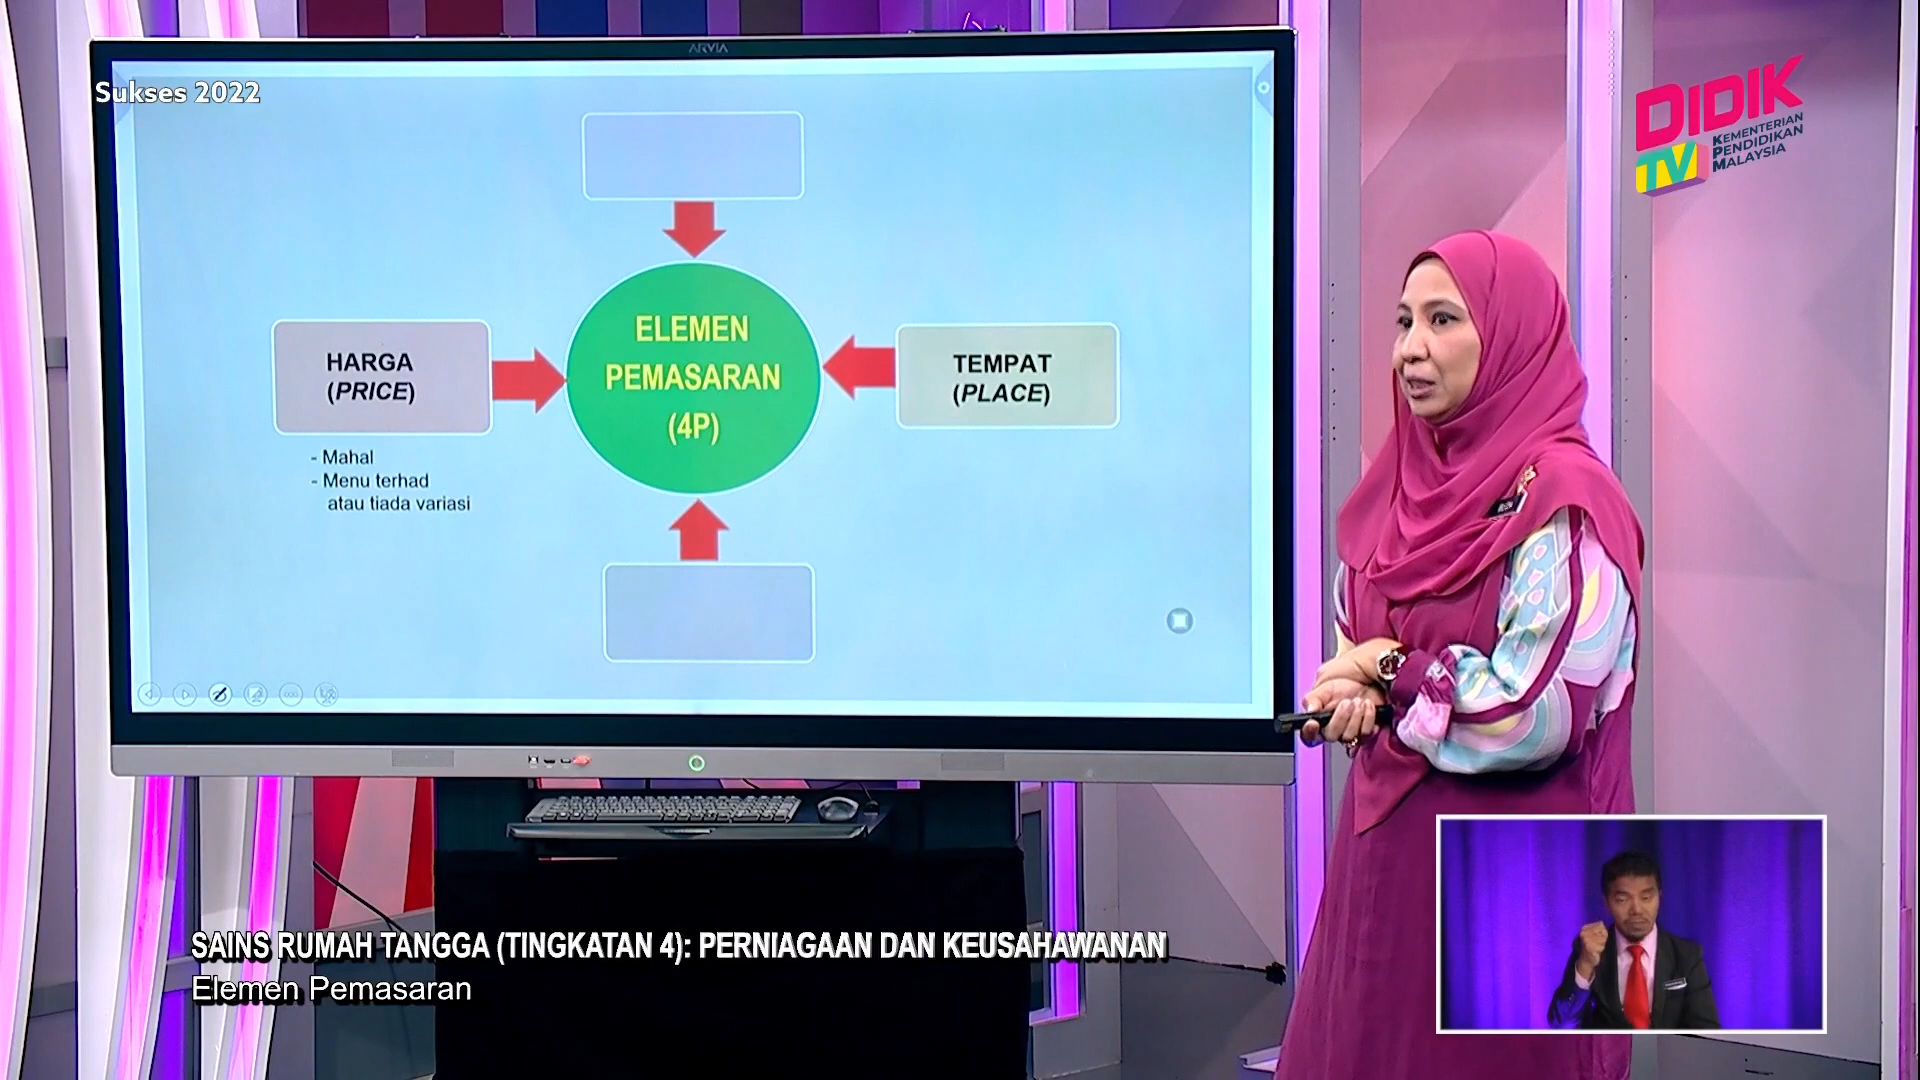 ARVIA
Sukses 2022
DIDIK
TV
KEMENTERIAN
PENDIDIKAN
MALAYSIA
ELEMEN
PEMASARAN
(4P)
HARGA
(PRICE)
- Mahal
- Menu terhad
atau tiada variasi
TEMPAT
(PLACE)
SAINS RUMAH TANGGA (TINGKATAN 4): PERNIAGAAN DAN KEUSAHAWANAN
Elemen Pemasaran